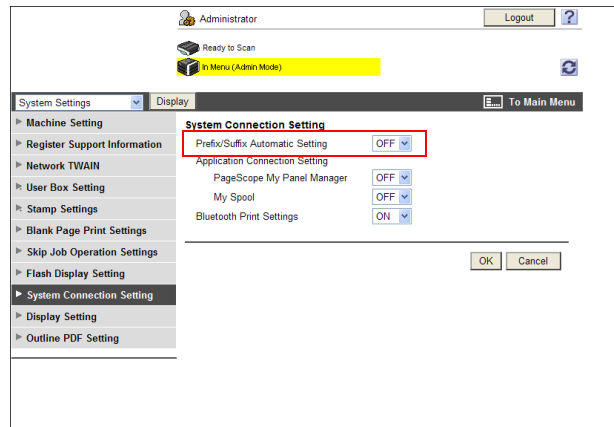 Administrator
Logout
?
Ready to Scan
In Menu (Admin Mode)
System Settings
Display
To Main Menu
Machine Setting
Register Support Information
Network TWAIN
User Box Setting
Stamp Settings
Blank Page Print Settings
Skip Job Operation Settings
Flash Display Setting
System Connection Setting
Display Setting
Outline PDF Setting
System Connection Setting
Prefix/Suffix Automatic Setting OFF
Application Connection Setting
PageScope My Panel Manager OFF
My Spool OFF
Bluetooth Print Settings ON
OK Cancel